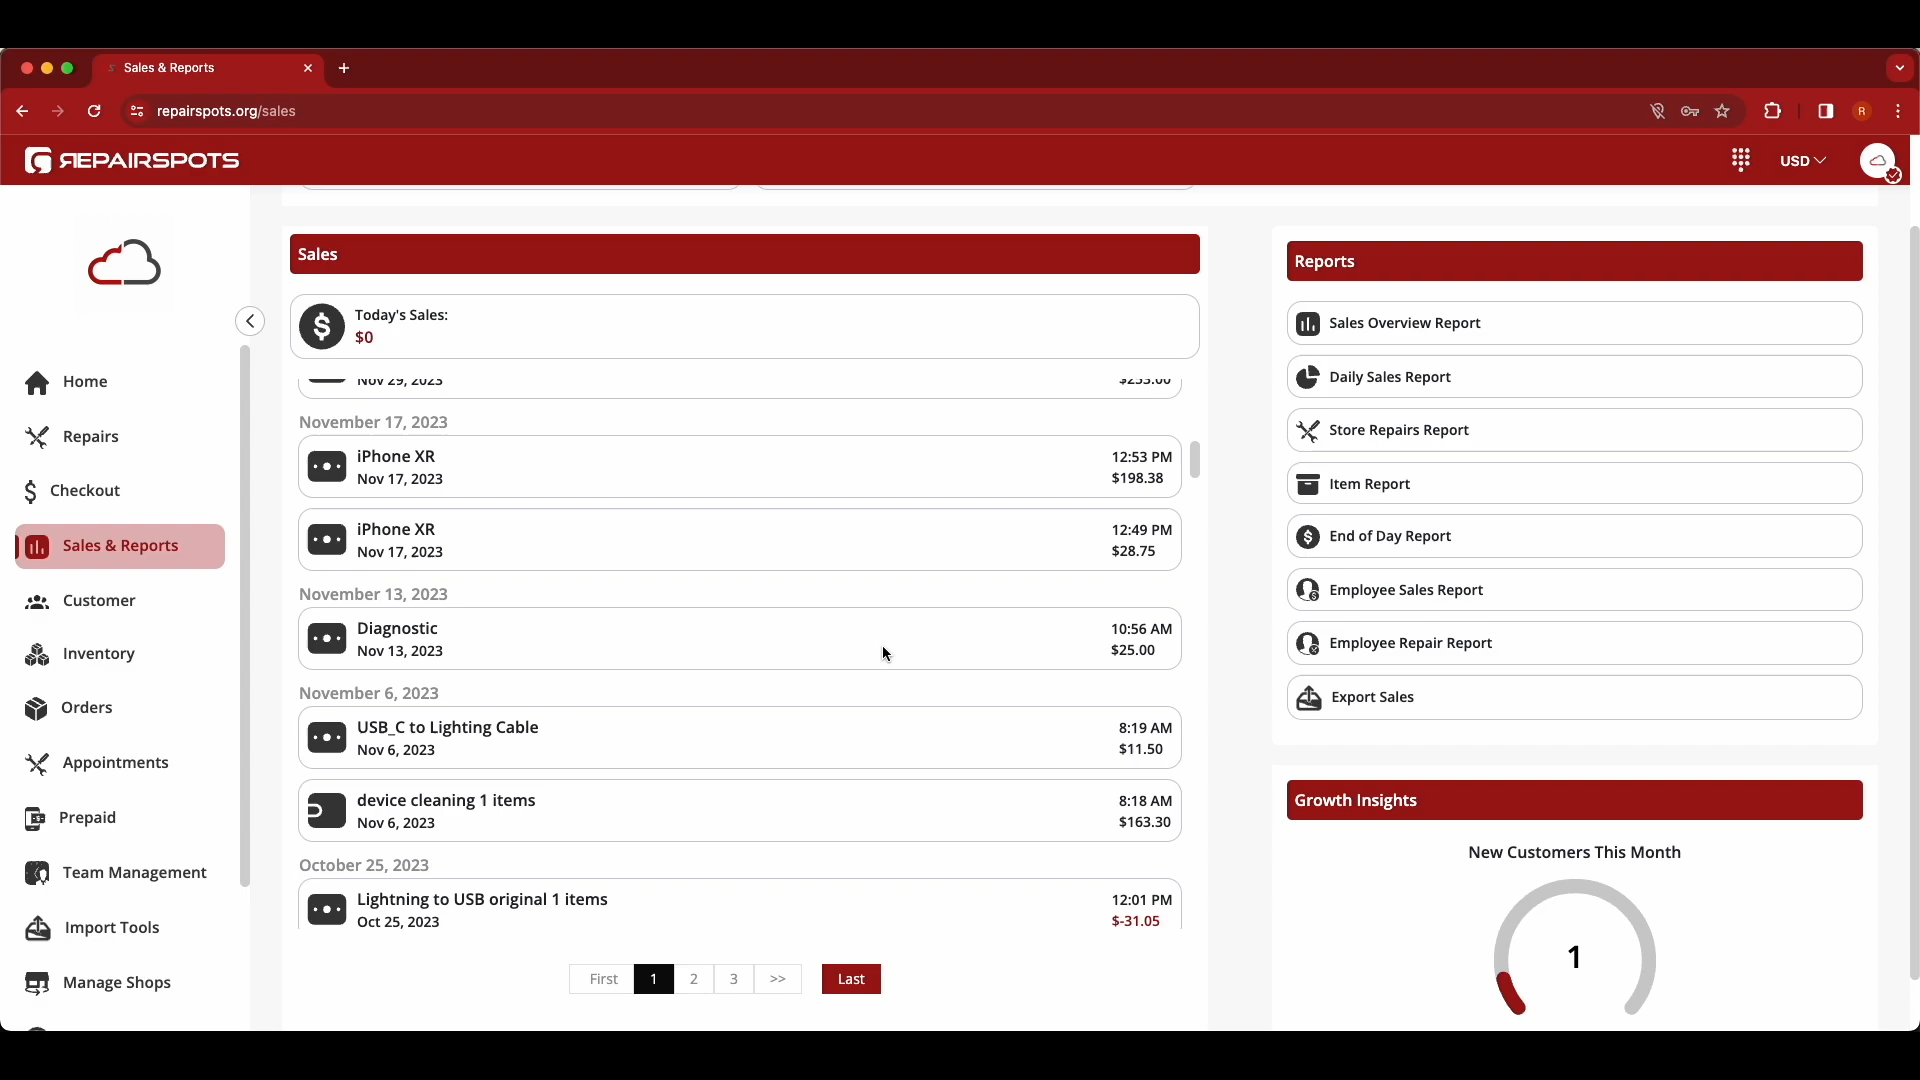 Sales & Reports
repairspots.org/sales
R
REPAIRSPOTS
USD
Home
Repairs
Checkout
Sales & Reports
Customer
Inventory
Orders
Appointments
Prepaid
Team Management
Import Tools
Manage Shops
Sales
Today's Sales:
$0
Nov 29, 2023
$253.00
November 17, 2023
iPhone XR
12:53 PM
Nov 17, 2023
$198.38
iPhone XR
12:49 PM
Nov 17, 2023
$28.75
November 13, 2023
Diagnostic
10:56 AM
Nov 13, 2023
$25.00
November 6, 2023
USB_C to Lighting Cable
8:19 AM
Nov 6, 2023
$11.50
device cleaning 1 items
8:18 AM
Nov 6, 2023
$163.30
October 25, 2023
Lightning to USB original 1 items
12:01 PM
Oct 25, 2023
$-31.05
First 1 2 3 >> Last
Reports
Sales Overview Report
Daily Sales Report
Store Repairs Report
Item Report
End of Day Report
Employee Sales Report
Employee Repair Report
Export Sales
Growth Insights
New Customers This Month
1